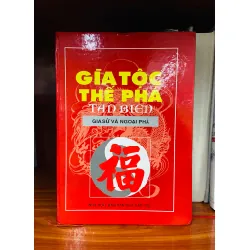 GIA TỘC
THẾ PHẢ
TÂN BIÊN
GIA SỬ VÀ NGOẠI PHẢ
福